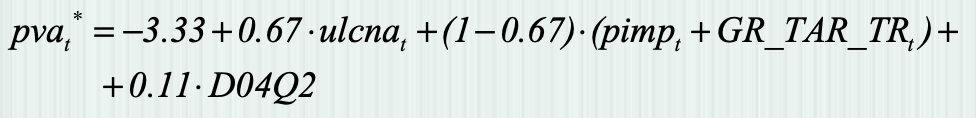 pva_t^* = −3.33+0.67·ulcna_t +(1−0.67)·(pimp_t +GR_TAR_TR_t)+
+0.11·D04Q2